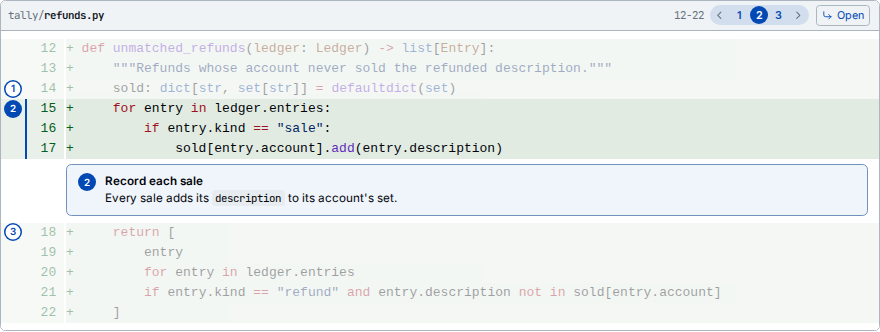 tally/refunds.py 12-22 1 2 3 Open
12 + def unmatched_refunds(ledger: Ledger) -> list[Entry]:
13 + """Refunds whose account never sold the refunded description."""
1 14 + sold: dict[str, set[str]] = defaultdict(set)
2 15 + for entry in ledger.entries:
16 + if entry.kind == "sale":
17 + sold[entry.account].add(entry.description)
2 Record each sale
Every sale adds its description to its account's set.
3 18 + return [
19 + entry
20 + for entry in ledger.entries
21 + if entry.kind == "refund" and entry.description not in sold[entry.account]
22 + ]